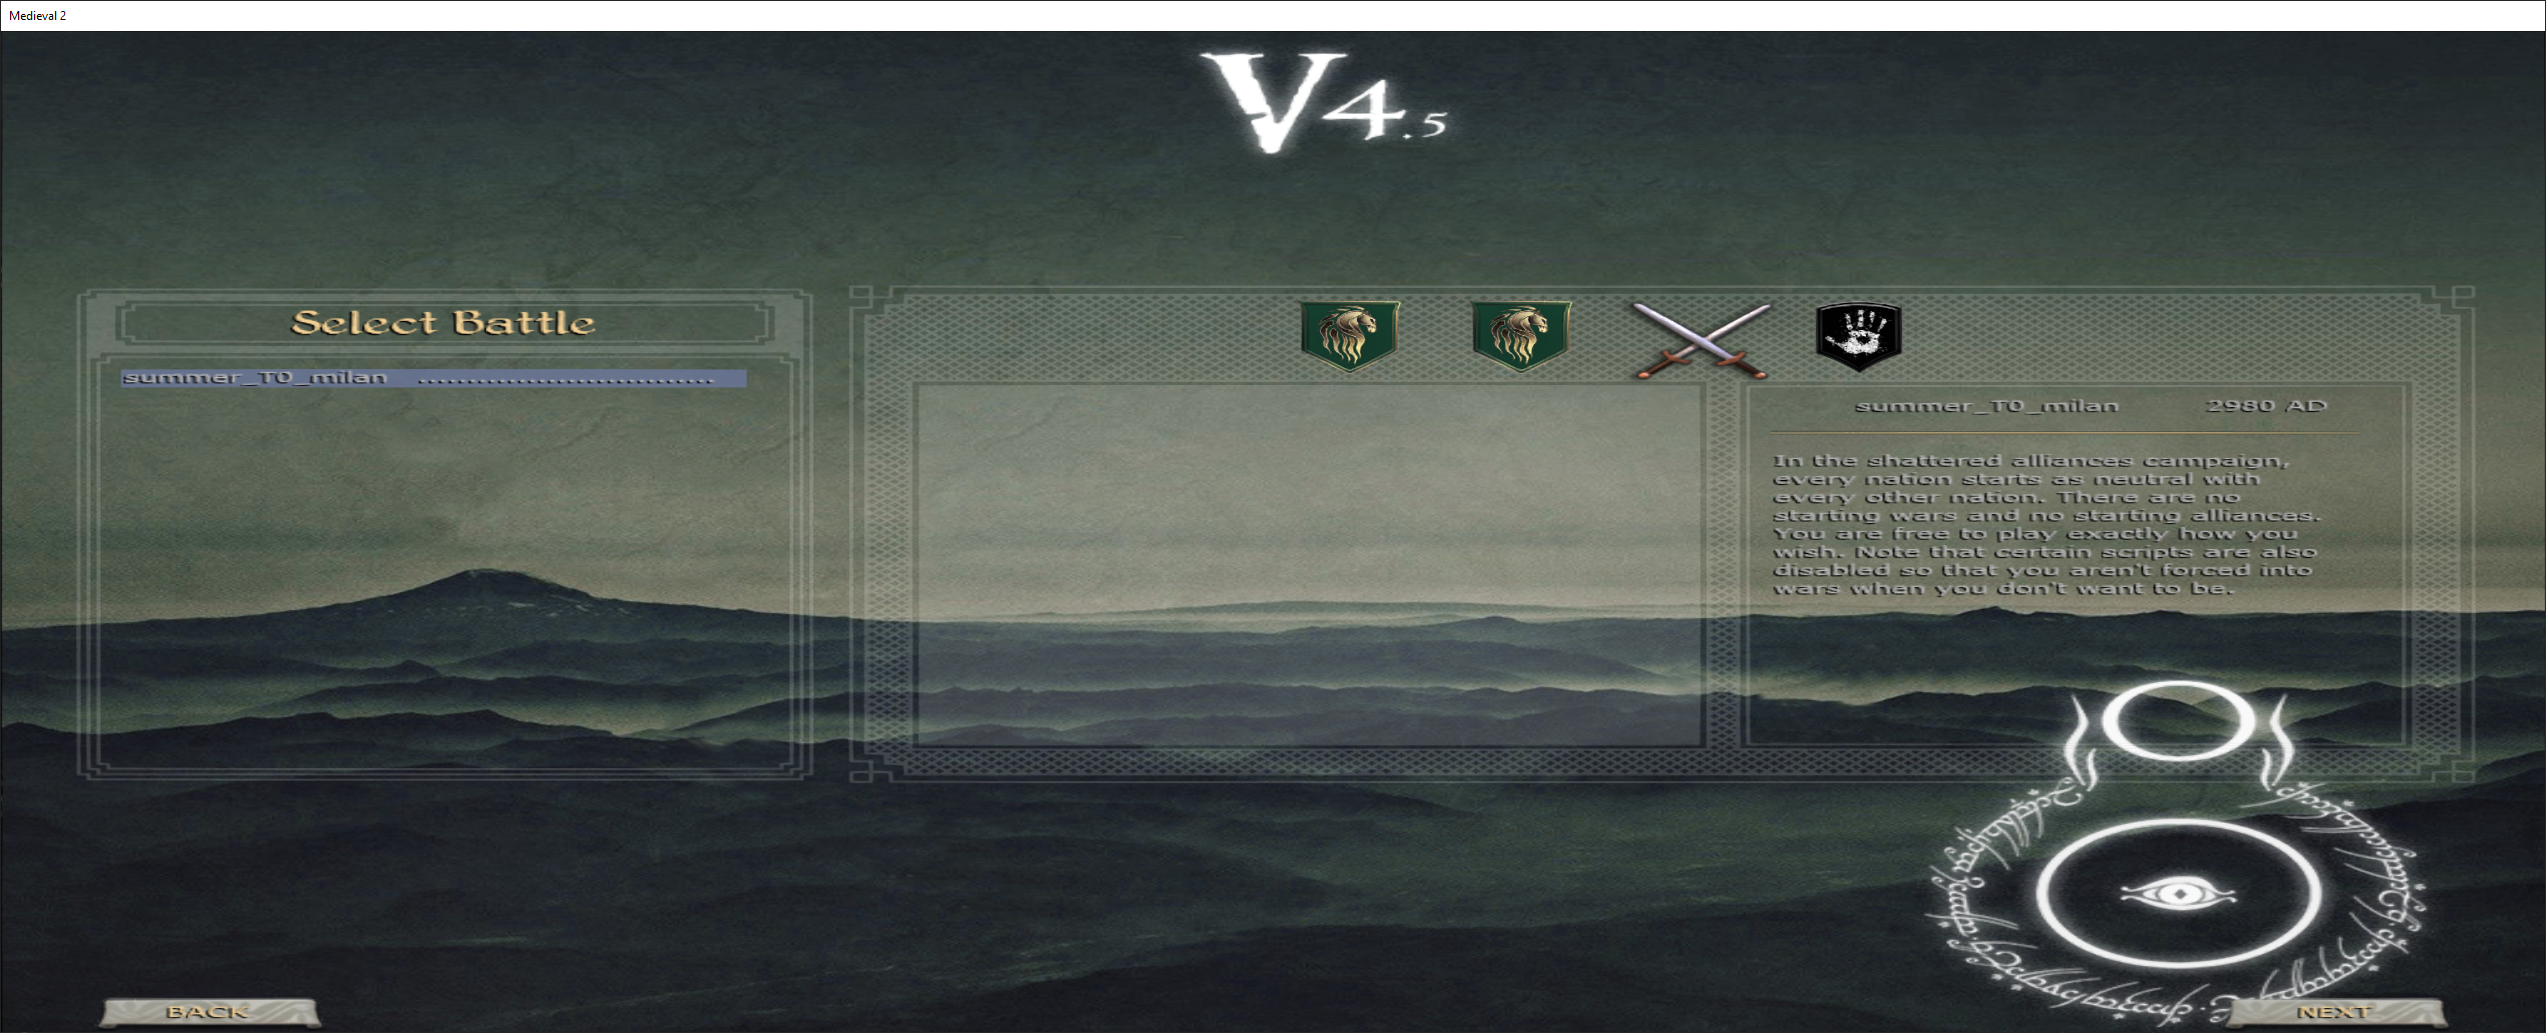 Medieval 2
V4.5
Select Battle
summer_T0_milan ..............................
summer_T0_milan 2980 AD
In the shattered alliances campaign,
every nation starts as neutral with
every other nation. There are no
starting wars and no starting alliances.
You are free to play exactly how you
wish. Note that certain scripts are also
disabled so that you aren't forced into
wars when you don't want to be.
BACK
NEXT